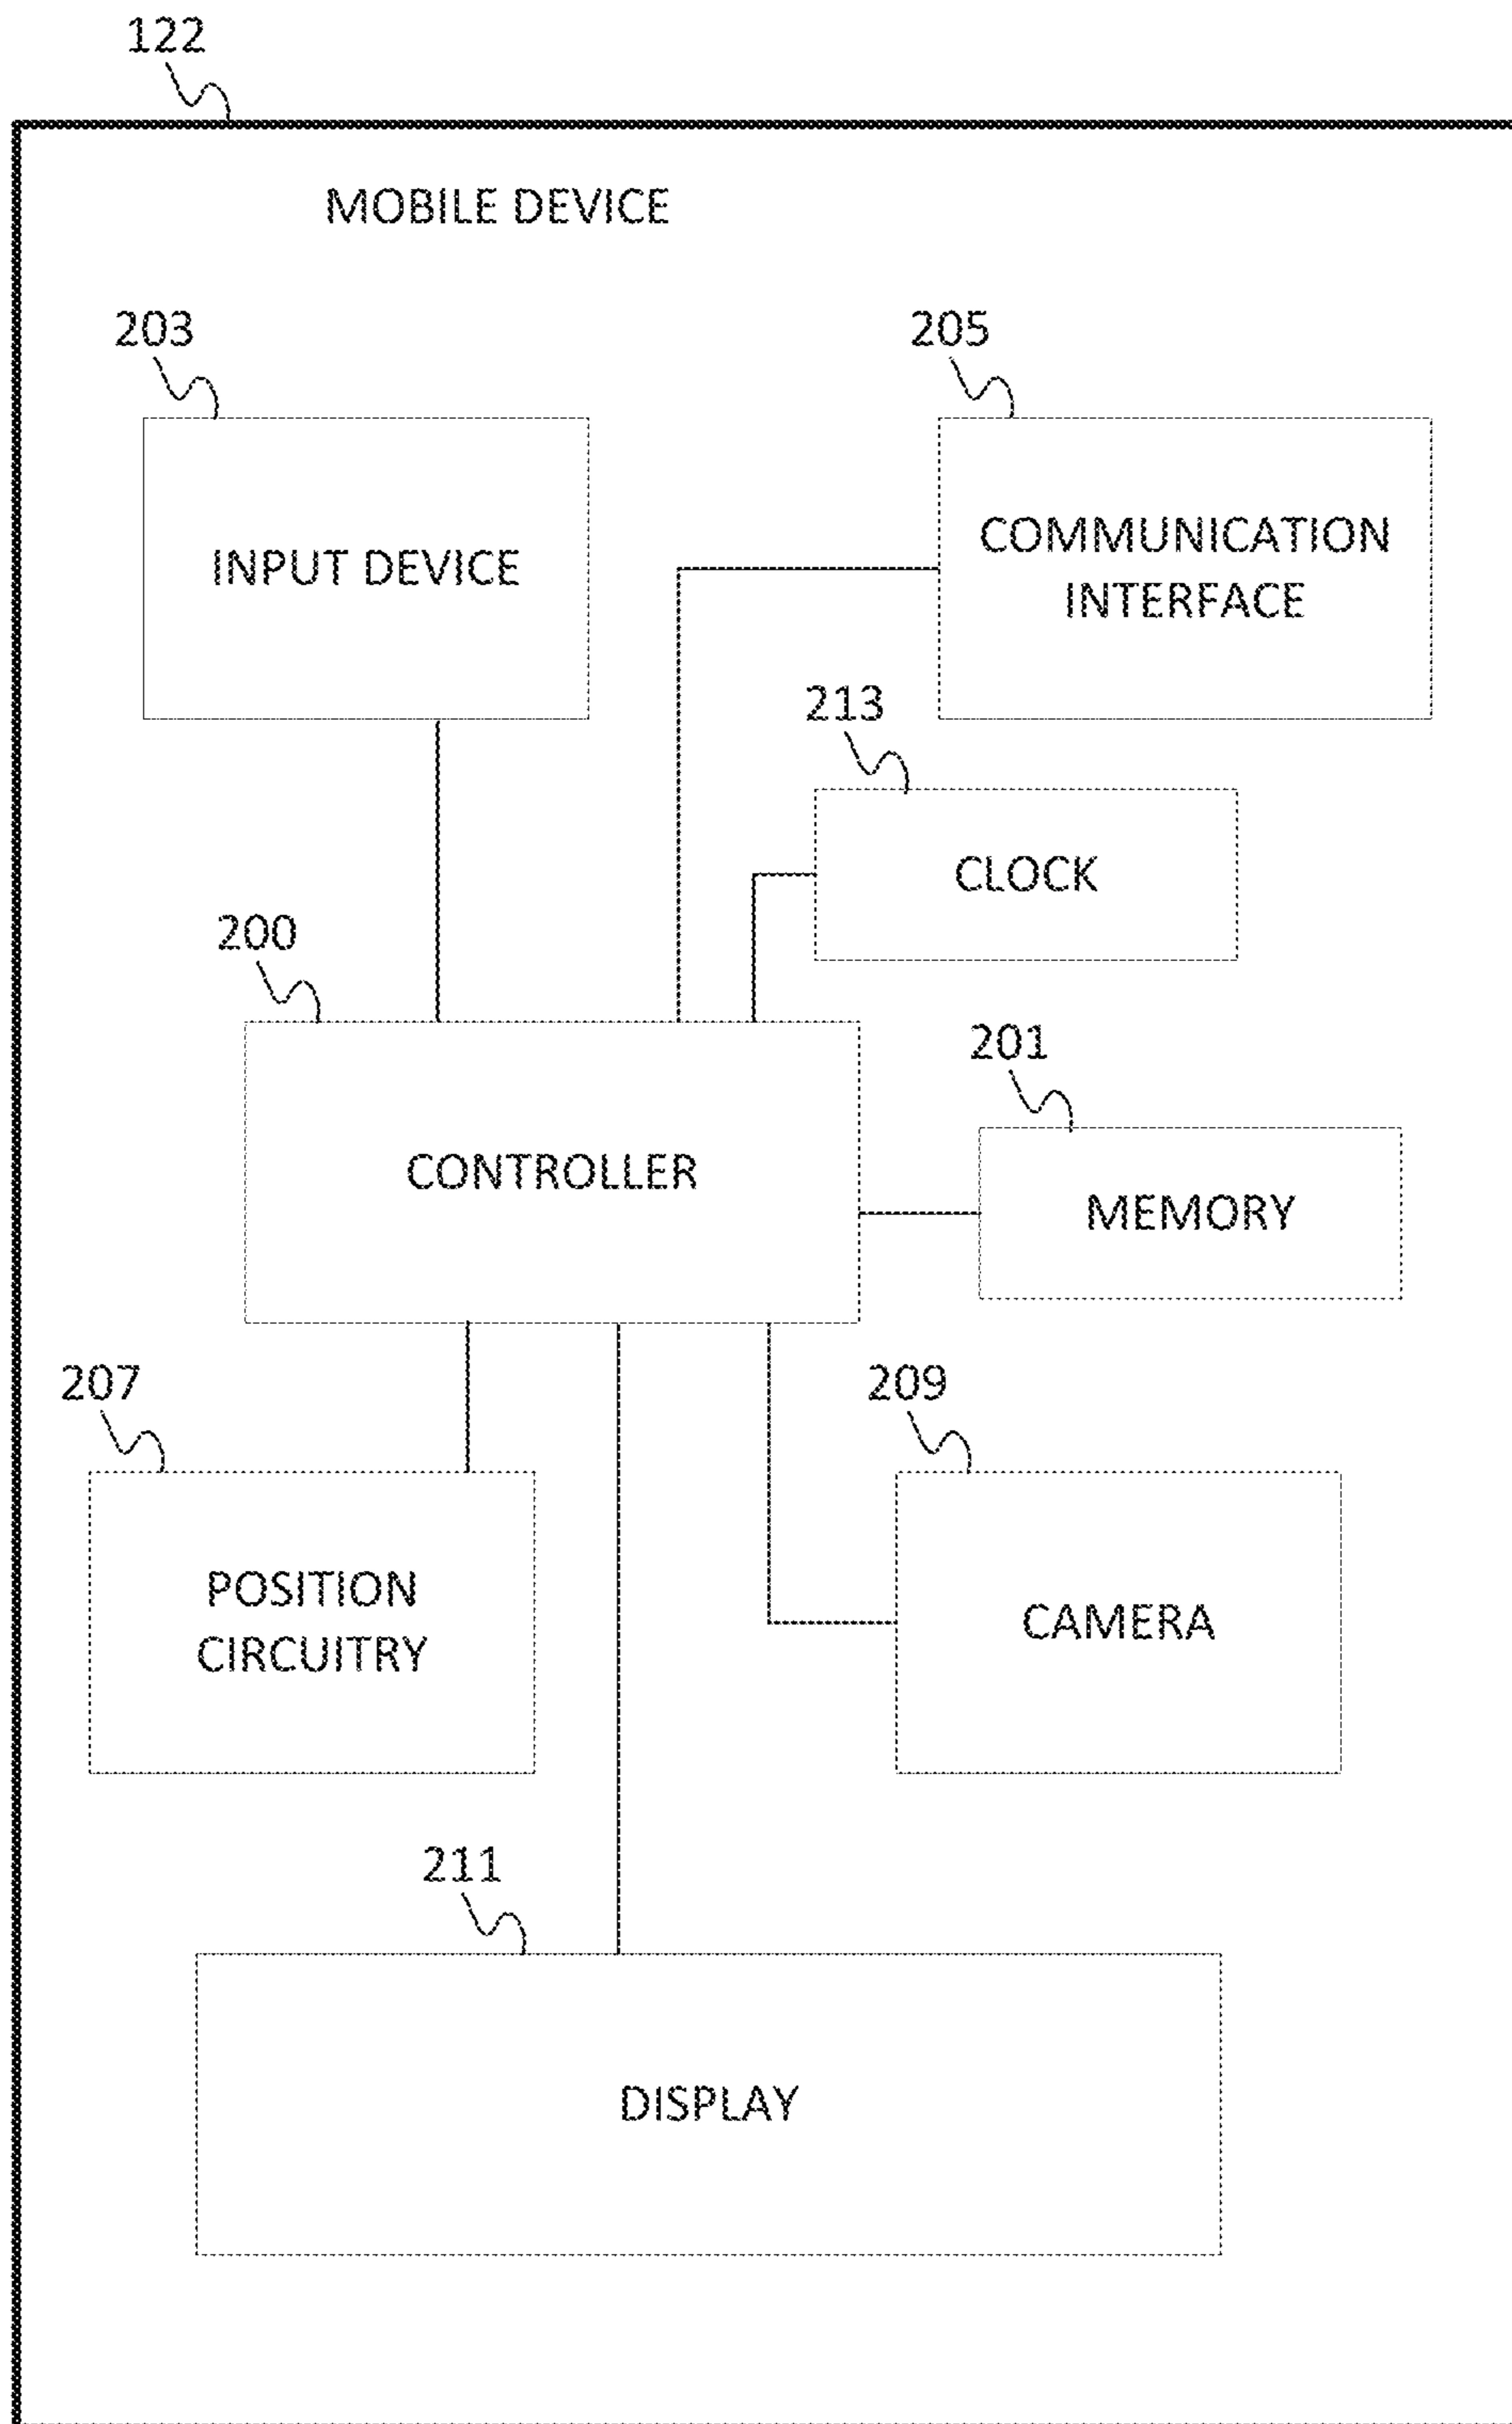 122
MOBILE DEVICE
203
205
INPUT DEVICE
COMMUNICATION
INTERFACE
213
CLOCK
200
201
CONTROLLER
MEMORY
207
209
POSITION
CIRCUITRY
CAMERA
211
DISPLAY